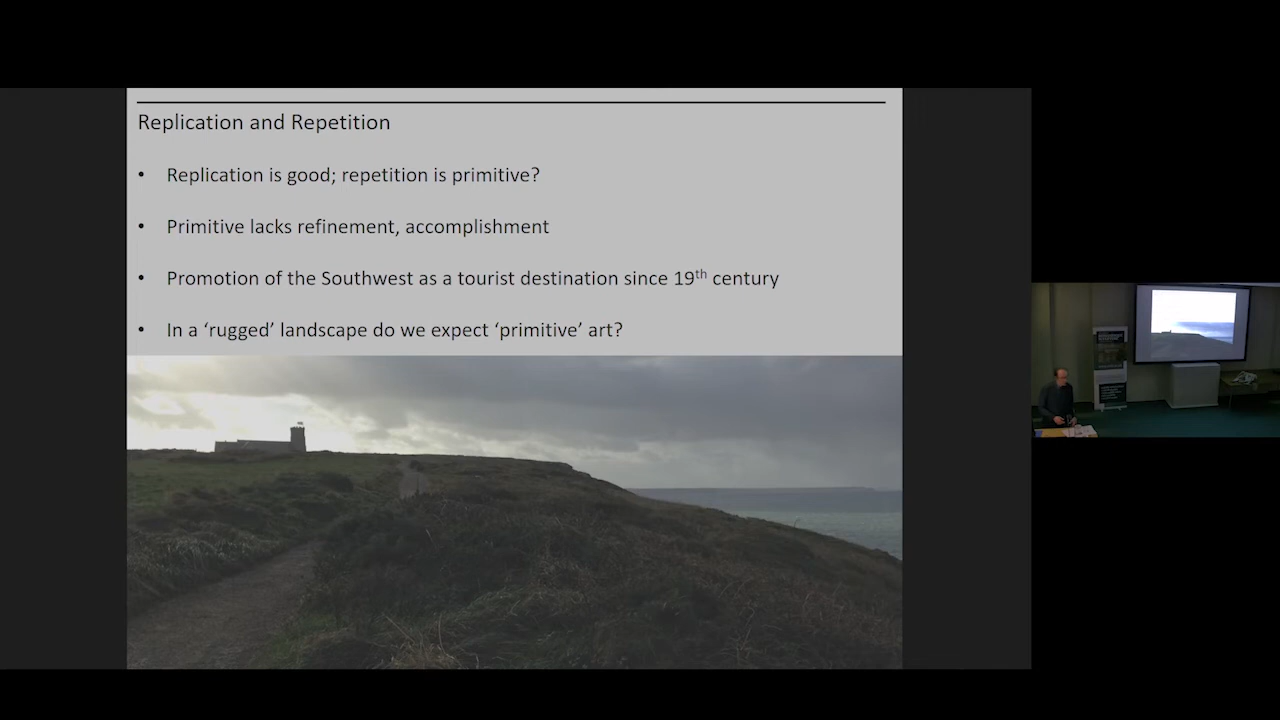 Replication and Repetition
• Replication is good; repetition is primitive?
• Primitive lacks refinement, accomplishment
• Promotion of the Southwest as a tourist destination since 19th century
• In a ‘rugged’ landscape do we expect ‘primitive’ art?